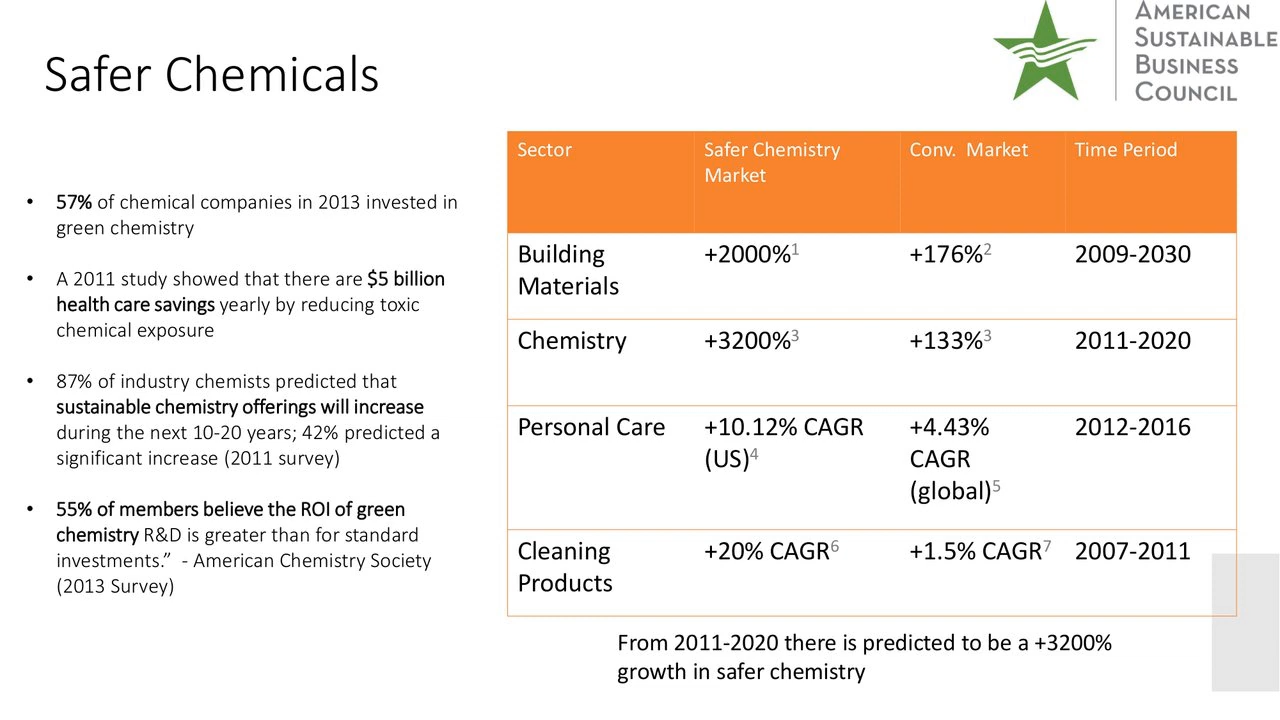 Safer Chemicals
AMERICAN
SUSTAINABLE
BUSINESS
COUNCIL
• 57% of chemical companies in 2013 invested in
green chemistry
• A 2011 study showed that there are $5 billion
health care savings yearly by reducing toxic
chemical exposure
• 87% of industry chemists predicted that
sustainable chemistry offerings will increase
during the next 10-20 years; 42% predicted a
significant increase (2011 survey)
• 55% of members believe the ROI of green
chemistry R&D is greater than for standard
investments.” - American Chemistry Society
(2013 Survey)
Sector Safer Chemistry Conv. Market Time Period
Market
Building +2000%1 +176%2 2009-2030
Materials
Chemistry +3200%3 +133%3 2011-2020
Personal Care +10.12% CAGR +4.43% 2012-2016
(US)4 CAGR
(global)5
Cleaning +20% CAGR6 +1.5% CAGR7 2007-2011
Products
From 2011-2020 there is predicted to be a +3200%
growth in safer chemistry